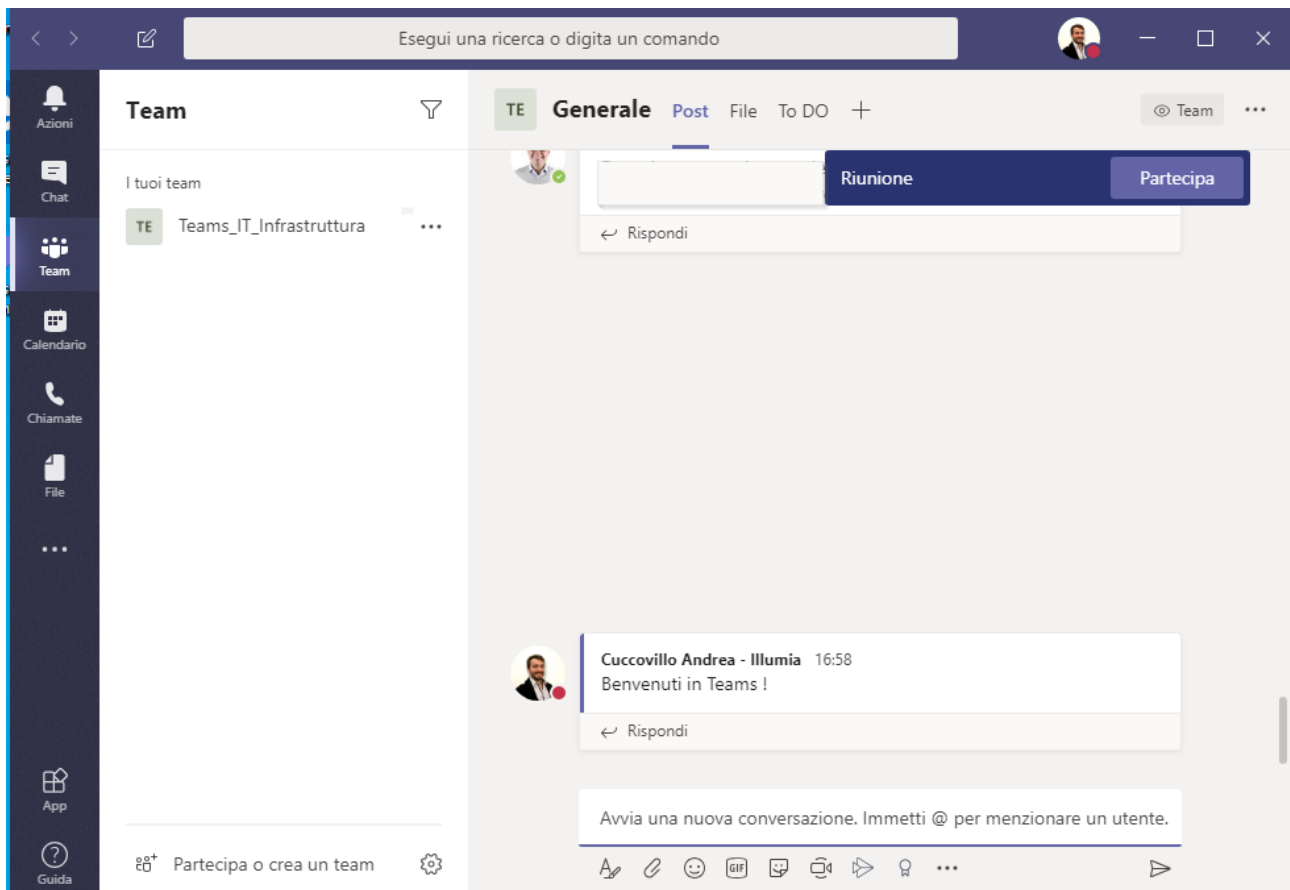 Esegui una ricerca o digita un comando
Azioni
Chat
Team
Calendario
Chiamate
File
App
Guida
Team
I tuoi team
TE Teams_IT_Infrastruttura
Partecipa o crea un team
TE Generale Post File To DO
Team
Riunione Partecipa
Rispondi
Cuccovillo Andrea - Illumia 16:58
Benvenuti in Teams !
Rispondi
Avvia una nuova conversazione. Immetti @ per menzionare un utente.
GIF